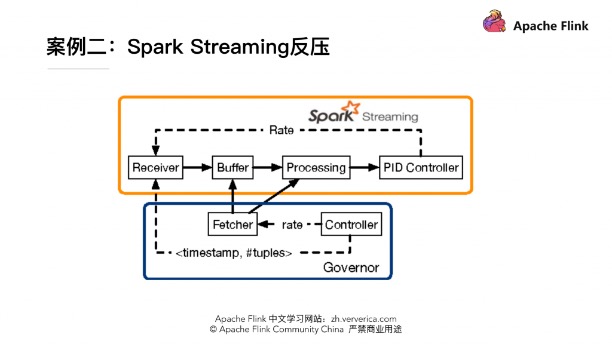 Apache Flink
案例二：Spark Streaming反压
Spark Streaming
Rate
Receiver
Buffer
Processing
PID Controller
Fetcher
rate
Controller
<timestamp, #tuples>
Governor
Apache Flink 中文学习网站：zh.ververica.com
© Apache Flink Community China 严禁商业用途